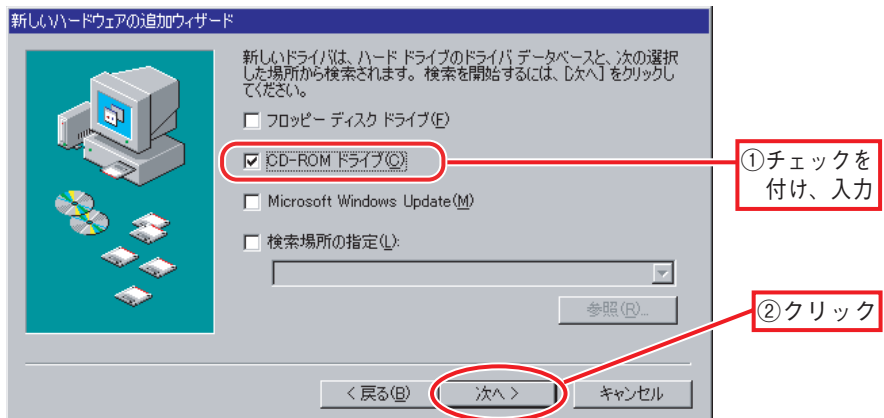 新しいハードウェアの追加ウィザード
新しいドライバは、ハード ドライブのドライバ データベースと、次の選択
した場所から検索されます。検索を開始するには、[次へ] をクリックし
てください。
フロッピー ディスク ドライブ(F)
CD-ROM ドライブ(C)
①チェックを
付け、入力
Microsoft Windows Update(M)
検索場所の指定(L):
参照(R)...
②クリック
< 戻る(B)
次へ >
キャンセル